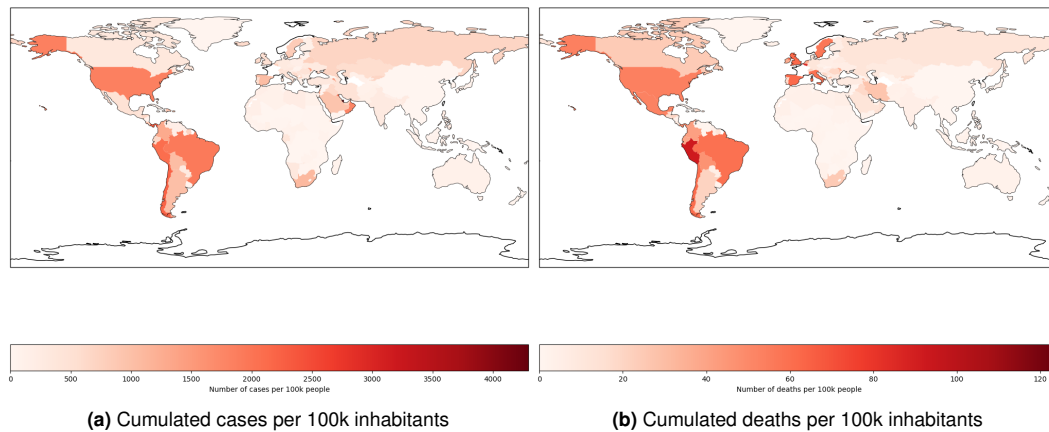 0 500 1000 1500 2000 2500 3000 3500 4000
Number of cases per 100k people
(a) Cumulated cases per 100k inhabitants
0 20 40 60 80 100 120
Number of deaths per 100k people
(b) Cumulated deaths per 100k inhabitants